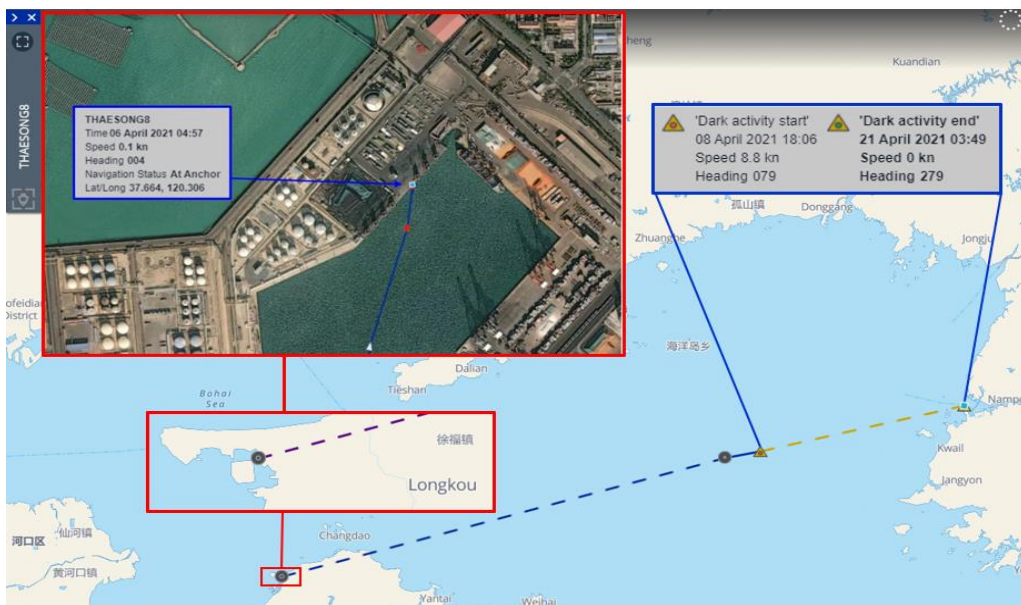 THAESONG8
THAESONG8
Time 06 April 2021 04:57
Speed 0.1 kn
Heading 004
Navigation Status At Anchor
Lat/Long 37.664, 120.306
'Dark activity start'
08 April 2021 18:06
Speed 8.8 kn
Heading 079
'Dark activity end'
21 April 2021 03:49
Speed 0 kn
Heading 279
Kuandian
孤山镇
Donggang
Zhuanghe
Jongju
District
海洋岛乡
Dalian
Tieshan
Bohai
Sea
徐福镇
Longkou
Kwail
Jangyon
Changdao
河口区
仙河镇
黄河口镇
Yantai
Weihai